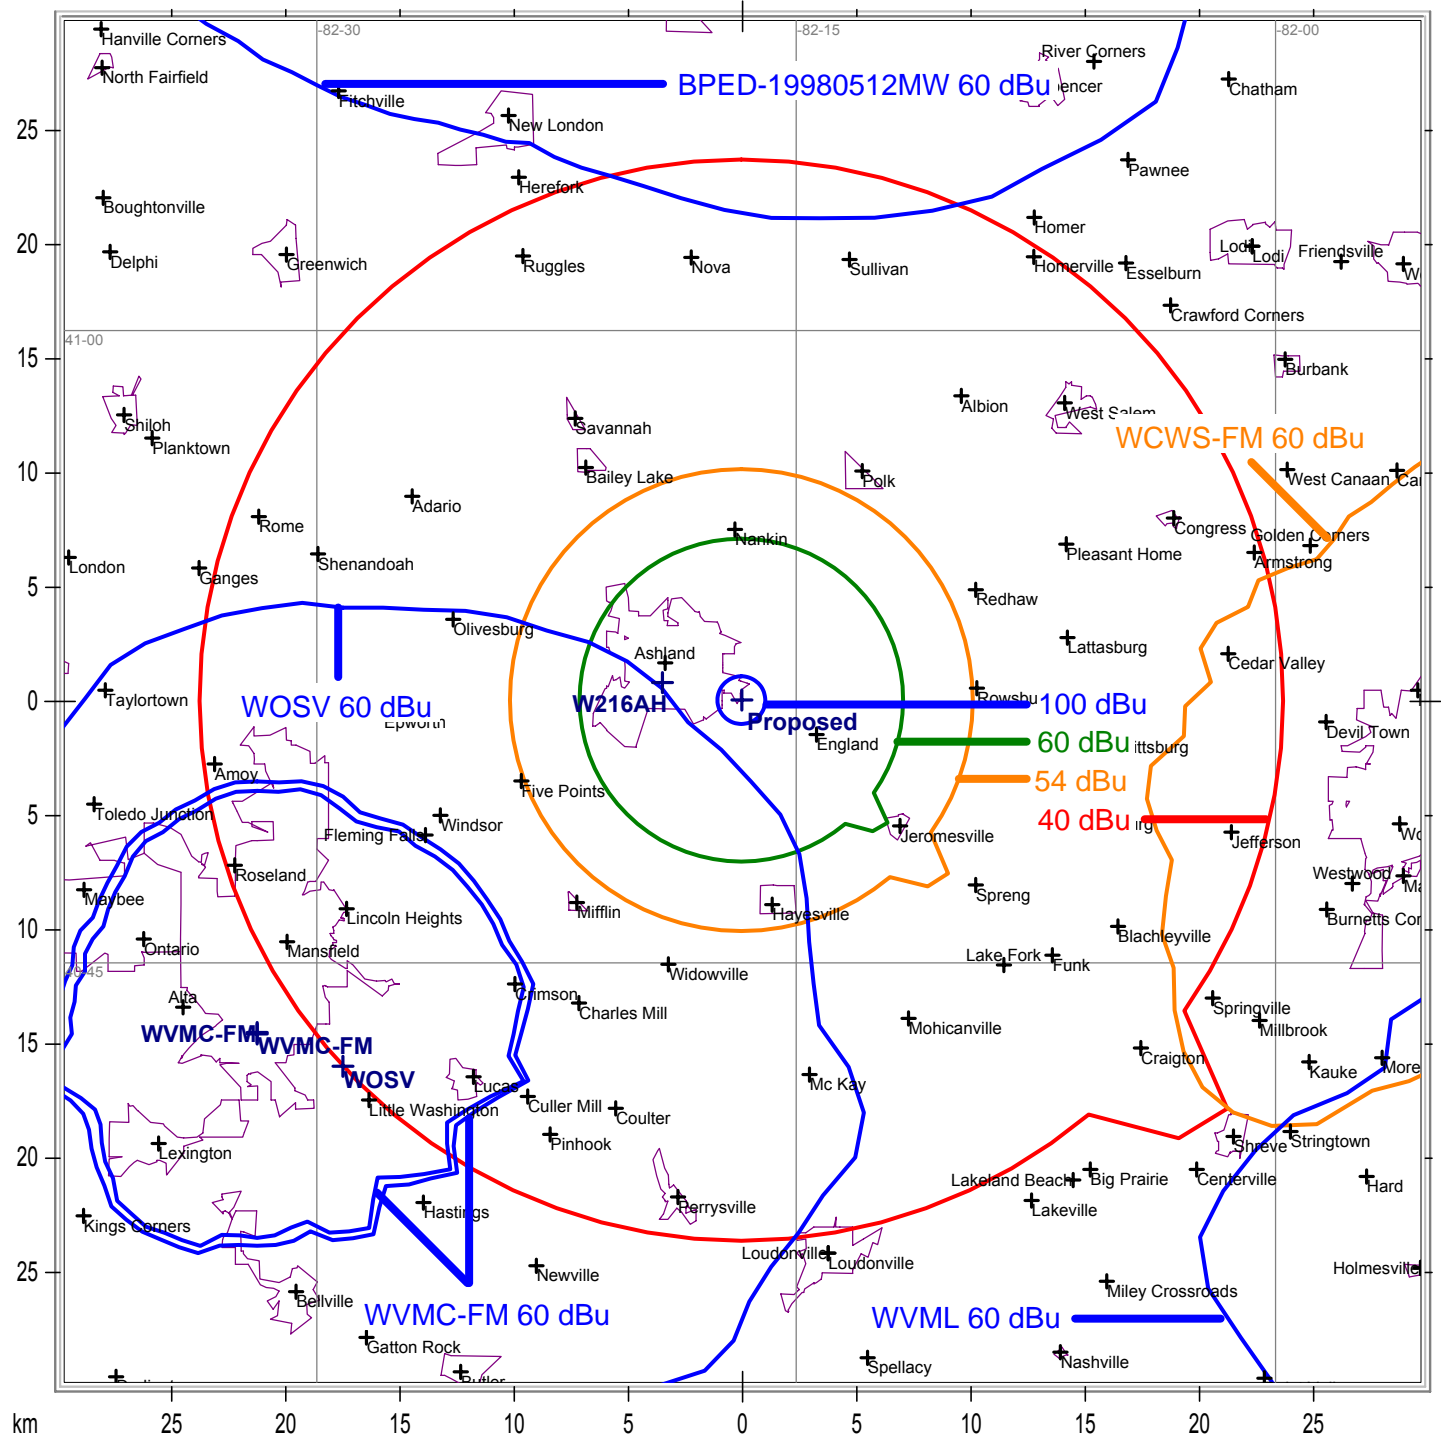 -82-30
-82-15
-82-00
Hanville Corners
North Fairfield
Fitchville
New London
BPED-19980512MW 60 dBu
River Corners
Chatham
Pawnee
Herefork
Boughtonville
Homer
Delphi
Greenwich
Ruggles
Nova
Sullivan
Homerville
Esselburn
Lodi
Lodi
Friendsville
Crawford Corners
41-00
Burbank
Shiloh
Planktown
Savannah
Bailey Lake
Albion
West Salem
Polk
WCWS-FM 60 dBu
West Canaan
Adario
Rome
Nankin
Congress
Golden Corners
Armstrong
Pleasant Home
London
Ganges
Shenandoah
Redhaw
Olivesburg
Ashland
Lattasburg
Cedar Valley
Taylortown
WOSV 60 dBu
Epworth
W216AH
Proposed
100 dBu
England
60 dBu
54 dBu
40 dBu
Devil Town
Amoy
Five Points
Toledo Junction
Fleming Falls
Windsor
Jeromesville
Jefferson
Roseland
Westwood
Maybee
Lincoln Heights
Mifflin
Hayesville
Spreng
Ontario
Mansfield
Blachleyville
40-45
Widowville
Lake Fork
Funk
Alta
Crimson
Charles Mill
Mohicanville
Springville
Millbrook
WVMC-FM
WVMC-FM
WOSV
Craigton
Kauke
Lucas
Mc Kay
Little Washington
Culler Mill
Coulter
Lexington
Pinhook
Shreve
Stringtown
Lakeland Beach
Big Prairie
Centerville
Hard
Kings Corners
Hastings
Perrysville
Lakeville
Loudonville
Loudonville
Newville
Holmesville
Bellville
Miley Crossroads
WVMC-FM 60 dBu
WVML 60 dBu
Gatton Rock
Spellacy
Nashville
Butler
25
20
15
10
5
0
5
10
15
20
25
km
25
20
15
10
5
0
5
10
15
20
25